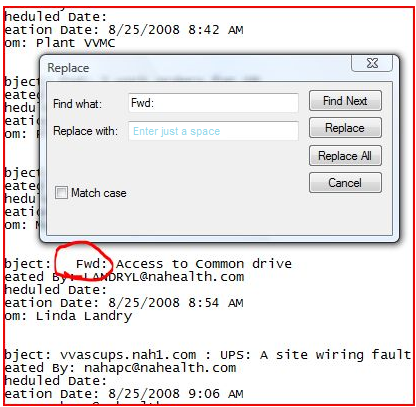 heduled Date:
eation Date: 8/25/2008 8:42 AM
om: Plant VVMC
Replace
Find what:
Fwd:
Find Next
Replace with:
Enter just a space
Replace
Replace All
Match case
Cancel
bject:
eated
hedul
eatio
om:
bject:
eated
hedul
eatio
om:
bject: Fwd: Access to Common drive
eated By: LANDRYL@nahealth.com
heduled Date:
eation Date: 8/25/2008 8:54 AM
om: Linda Landry
bject: vvascups.nah1.com : UPS: A site wiring fault
eated By: nahapc@nahealth.com
heduled Date:
eation Date: 8/25/2008 9:06 AM